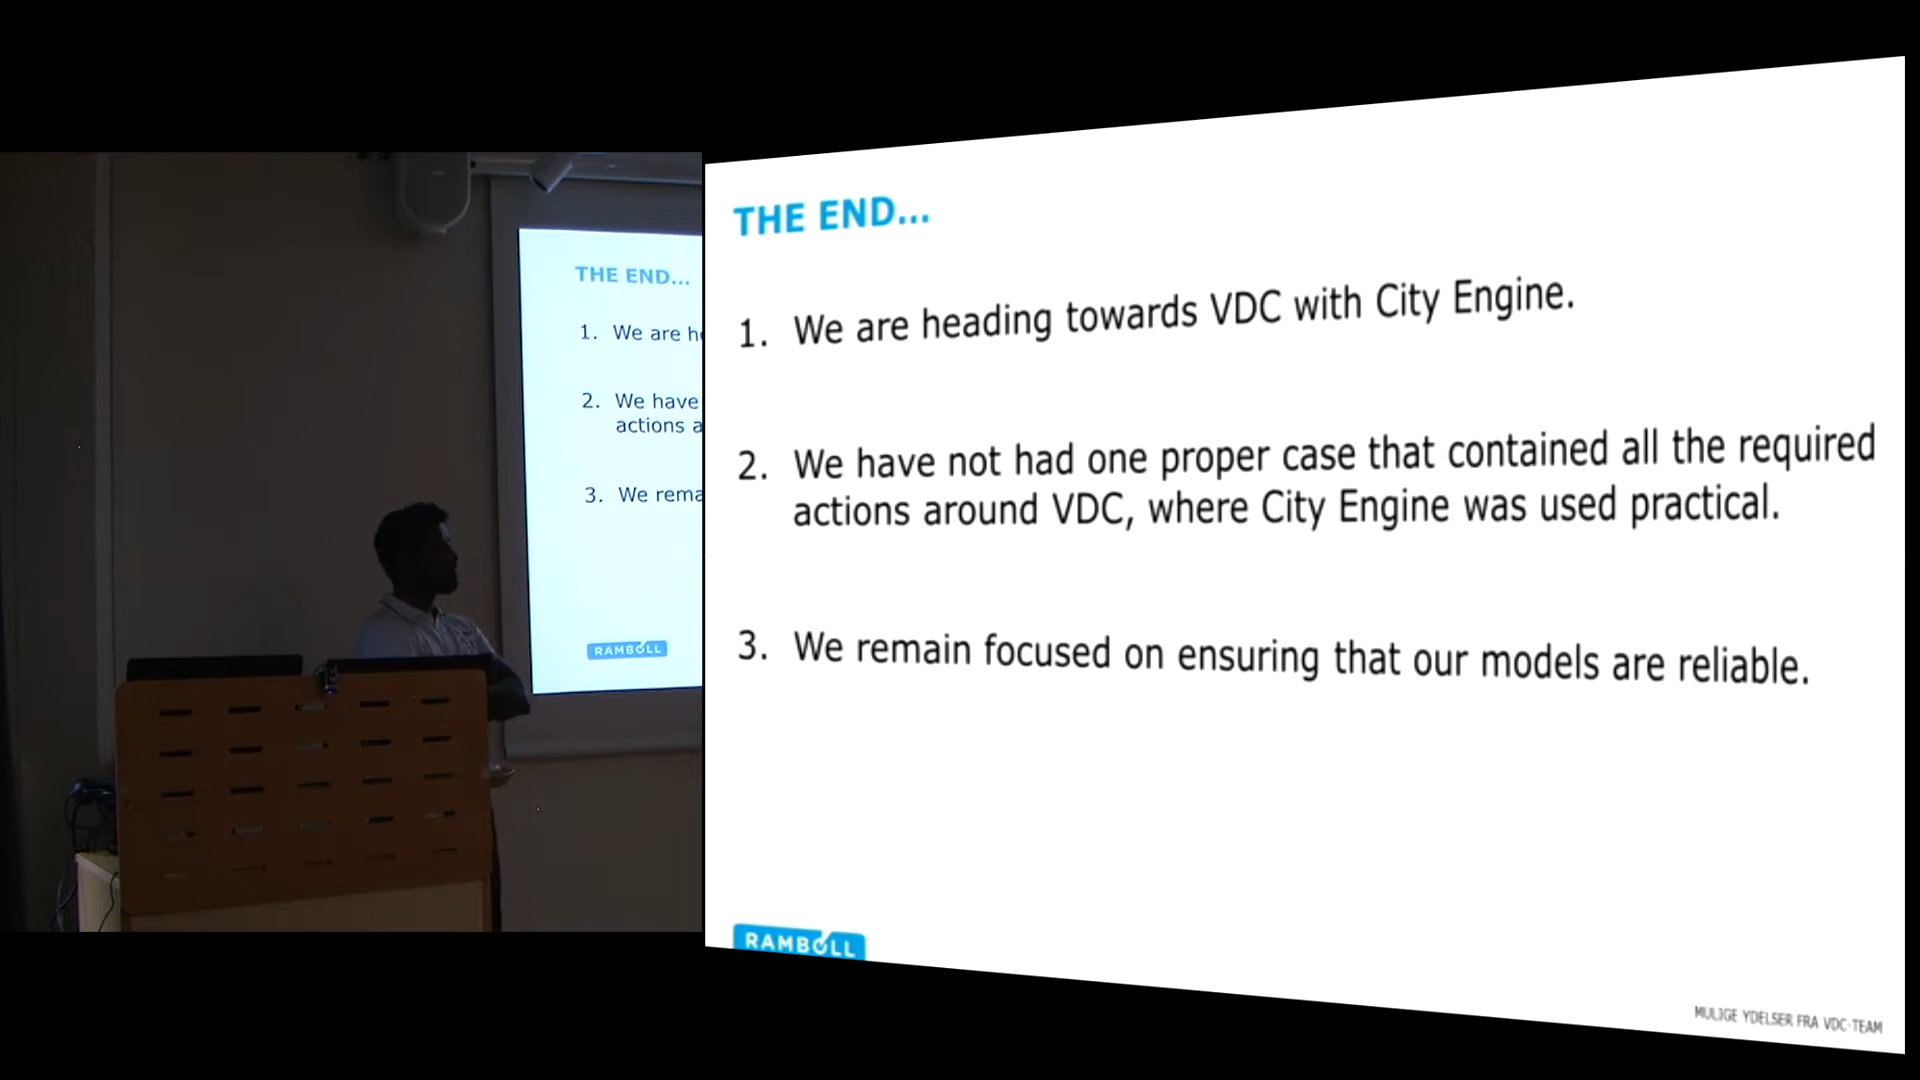 THE END...
1. We are h
2. We have
actions a
3. We rema
RAMBOLL
THE END...
1. We are heading towards VDC with City Engine.
2. We have not had one proper case that contained all the required
actions around VDC, where City Engine was used practical.
3. We remain focused on ensuring that our models are reliable.
RAMBOLL
MULIGE YDELSER FRA VDC-TEAM